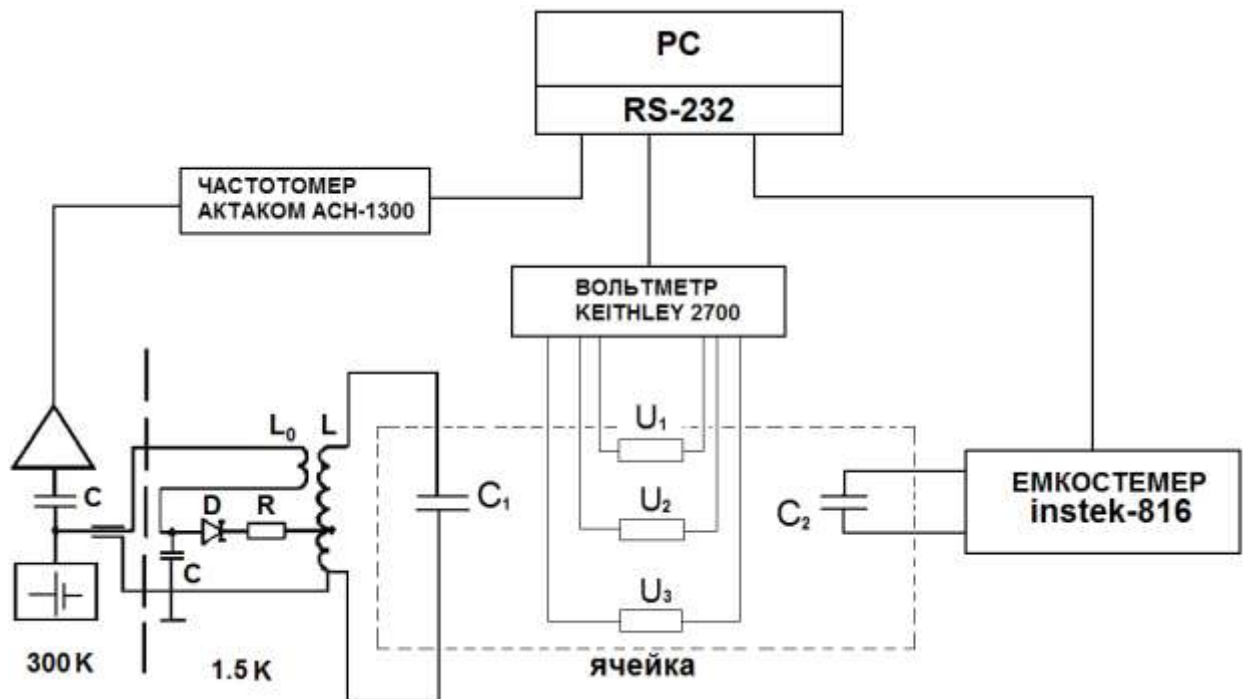 PC
RS-232
ЧАСТОТОМЕР
АКТАКОМ АСН-1300
ВОЛЬТМЕТР
KEITHLEY 2700
L₀
L
U₁
C
D
R
C₁
U₂
C₂
ЕМКОСТЕМЕР
instek-816
C
U₃
300 K
1.5 K
ячейка